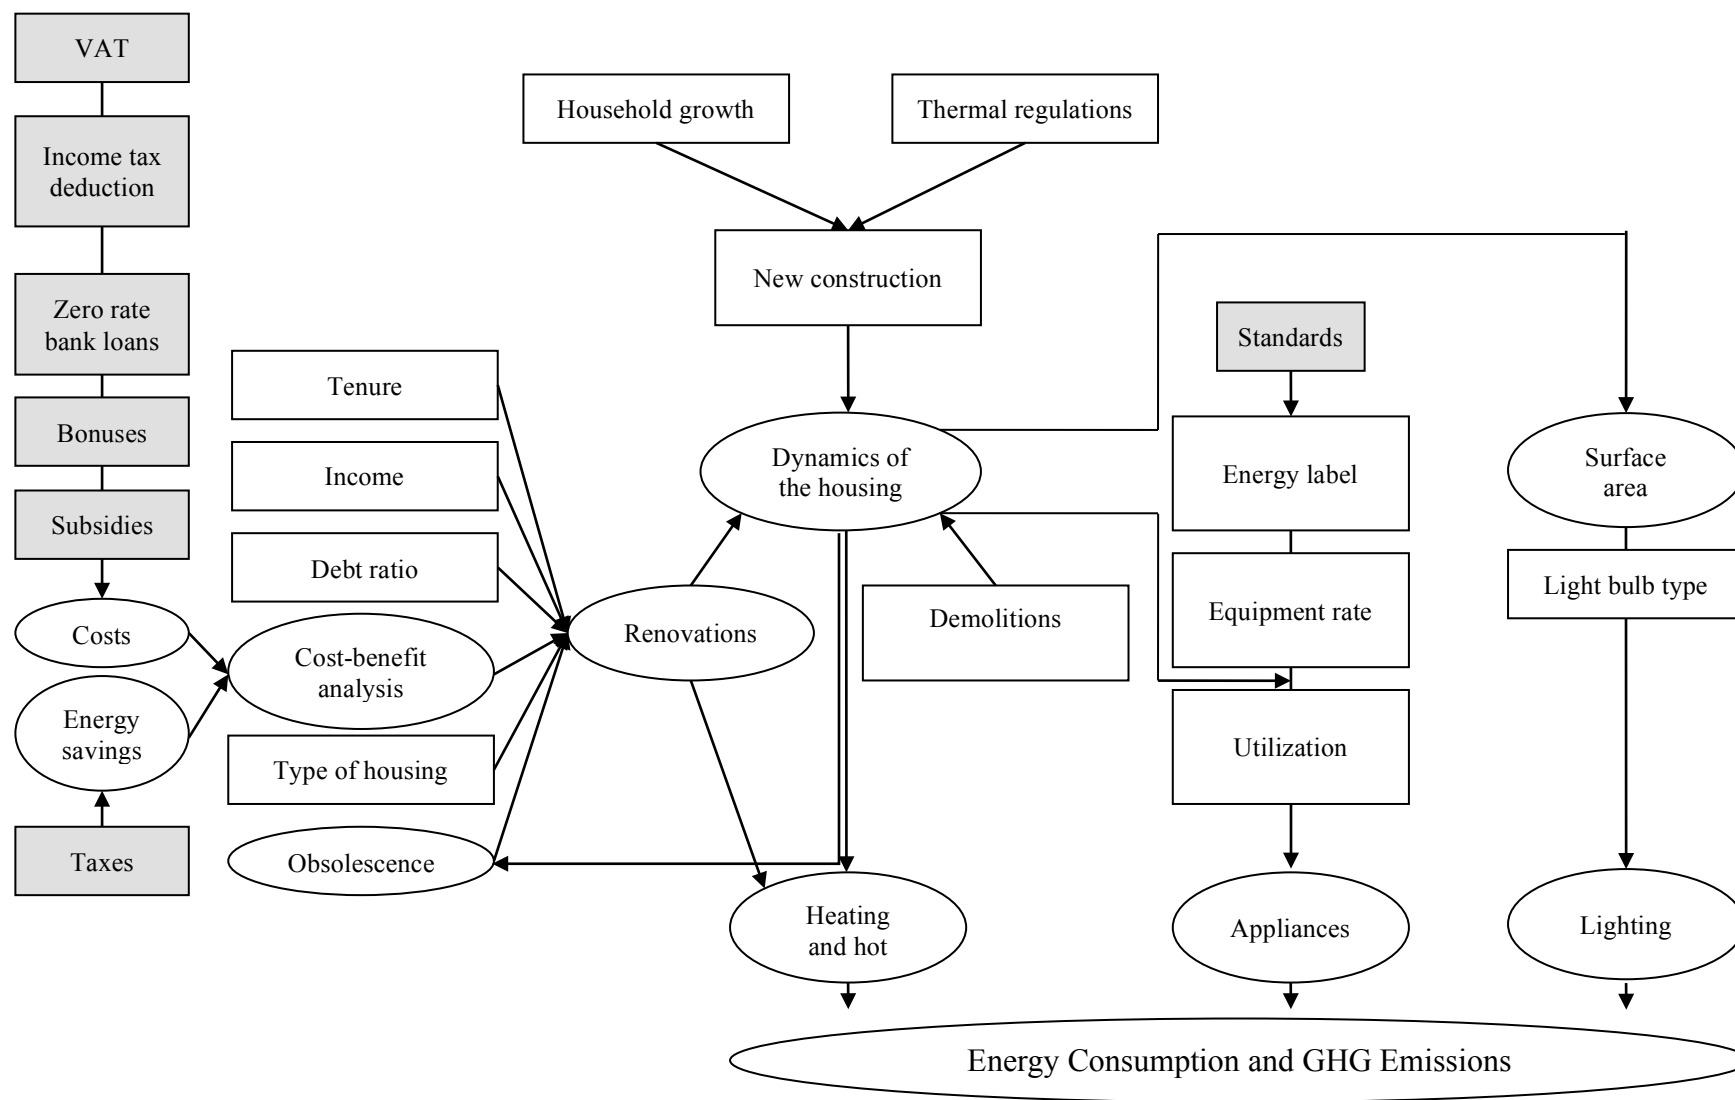 VAT
Income tax
deduction
Zero rate
bank loans
Bonuses
Subsidies
Costs
Energy
savings
Taxes
Tenure
Income
Debt ratio
Cost-benefit
analysis
Type of housing
Obsolescence
Renovations
Household growth
Thermal regulations
New construction
Dynamics of
the housing
Demolitions
Heating
and hot
Standards
Energy label
Equipment rate
Utilization
Appliances
Surface
area
Light bulb type
Lighting
Energy Consumption and GHG Emissions